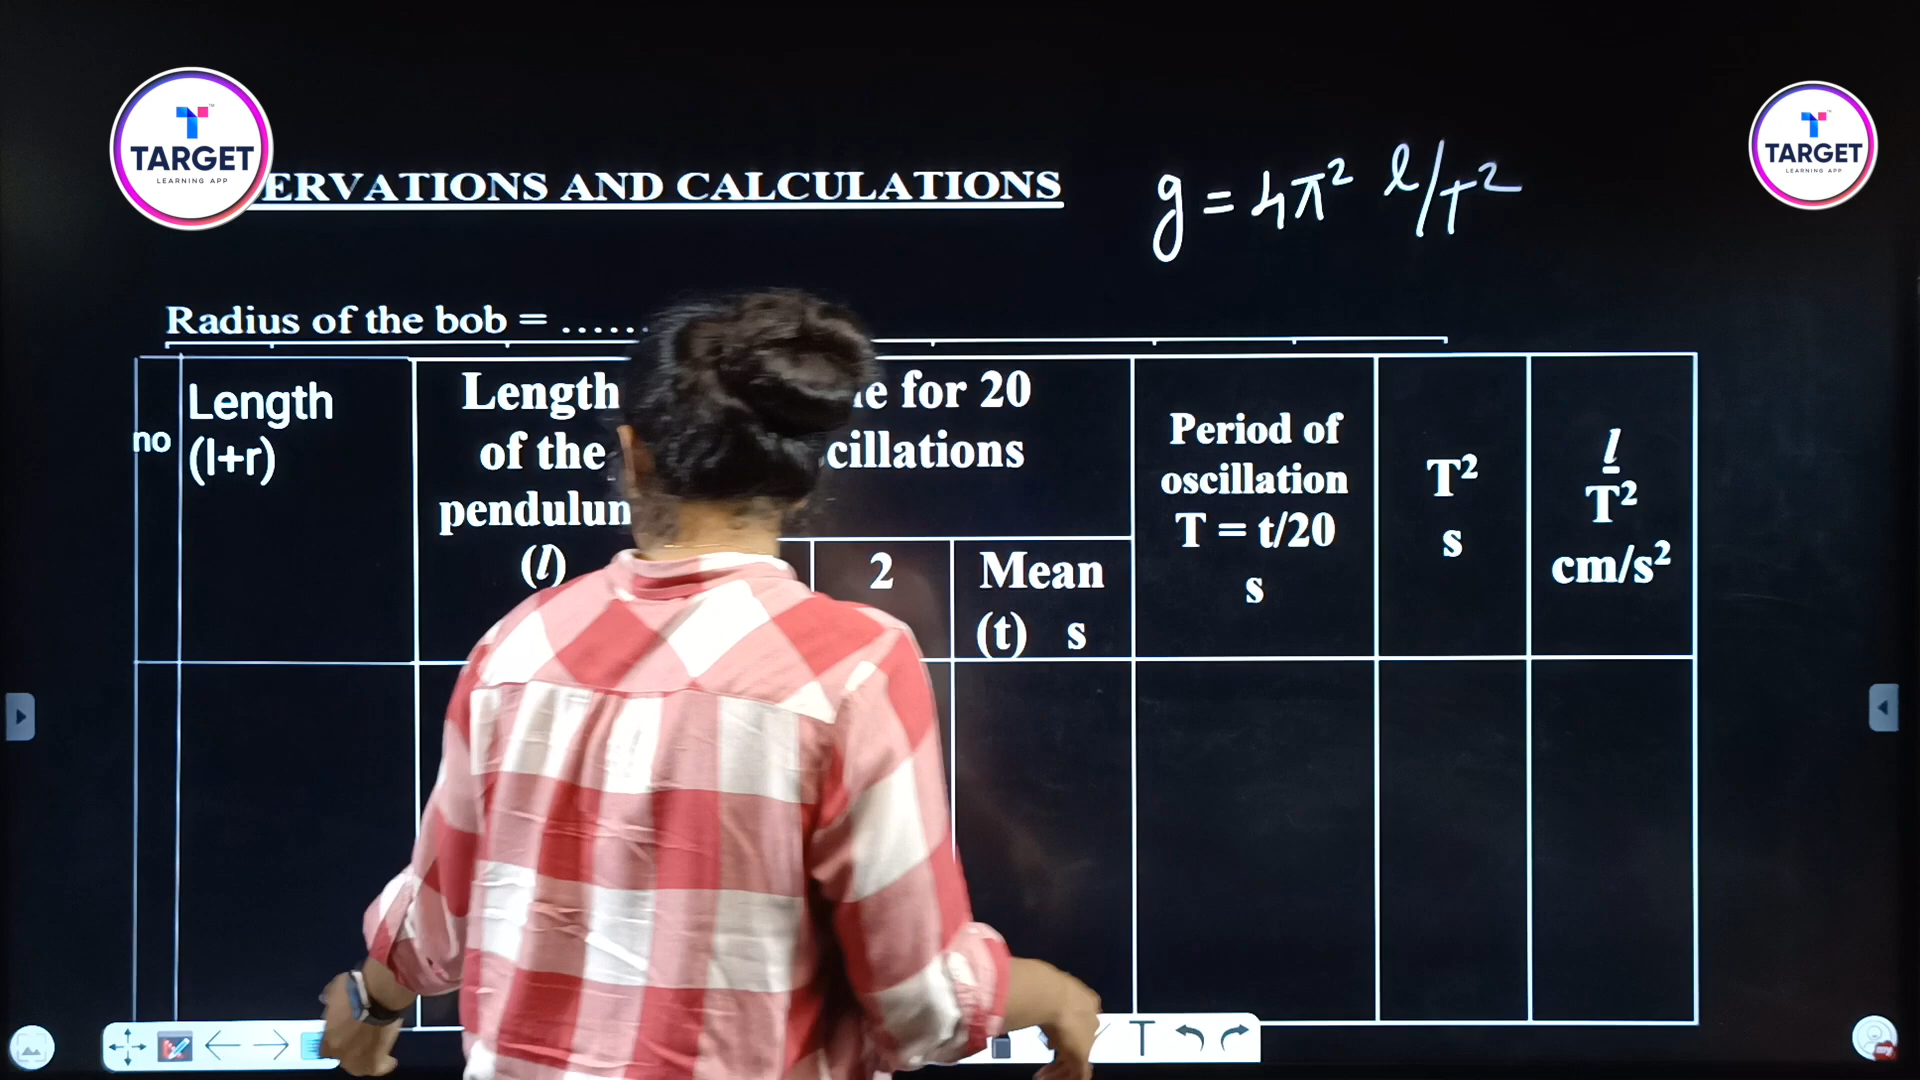 TARGET
LEARNING APP
ERVATIONS AND CALCULATIONS
g = 4π² l/T²
TARGET
LEARNING APP
Radius of the bob = ......
no
Length
(l+r)
Length
of the
pendulum
(l)
e for 20
cillations
2
Mean
(t) s
Period of
oscillation
T = t/20
s
T²
s
l
T²
cm/s²
T